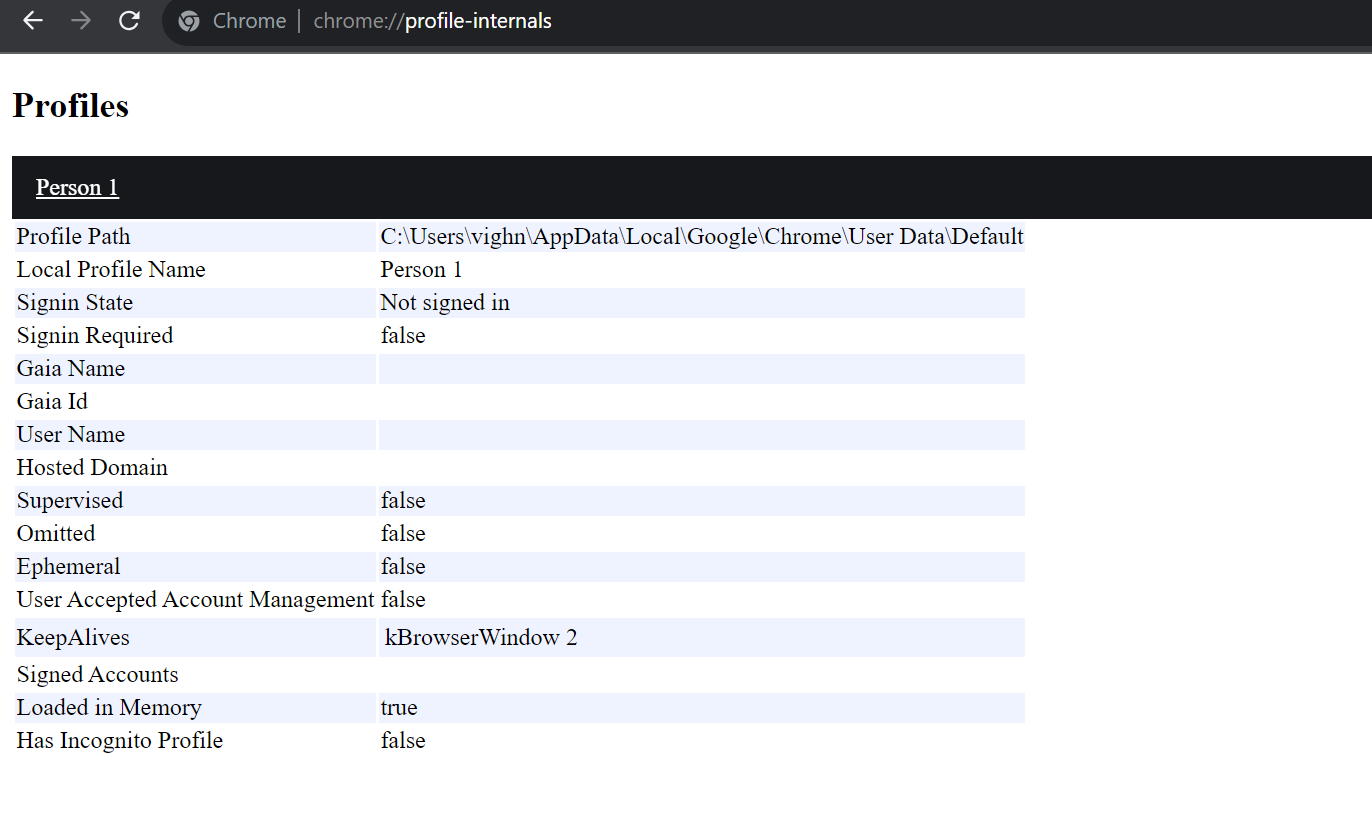 Chrome | chrome://profile-internals
Profiles
Person 1
Profile Path C:\Users\vighn\AppData\Local\Google\Chrome\User Data\Default
Local Profile Name Person 1
Signin State Not signed in
Signin Required false
Gaia Name
Gaia Id
User Name
Hosted Domain
Supervised false
Omitted false
Ephemeral false
User Accepted Account Management false
KeepAlives kBrowserWindow 2
Signed Accounts
Loaded in Memory true
Has Incognito Profile false